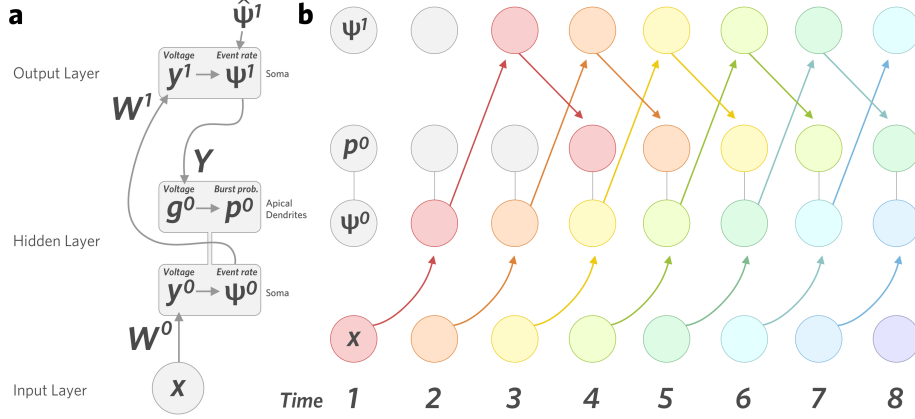 a
ψ̂¹
Output Layer
Voltage
Event rate
y¹
ψ¹
Soma
W¹
Y
Voltage
Burst prob.
g⁰
p⁰
Apical
Dendrites
Hidden Layer
Voltage
Event rate
y⁰
ψ⁰
Soma
W⁰
Input Layer
x
b
ψ¹
p⁰
ψ⁰
x
Time 1 2 3 4 5 6 7 8